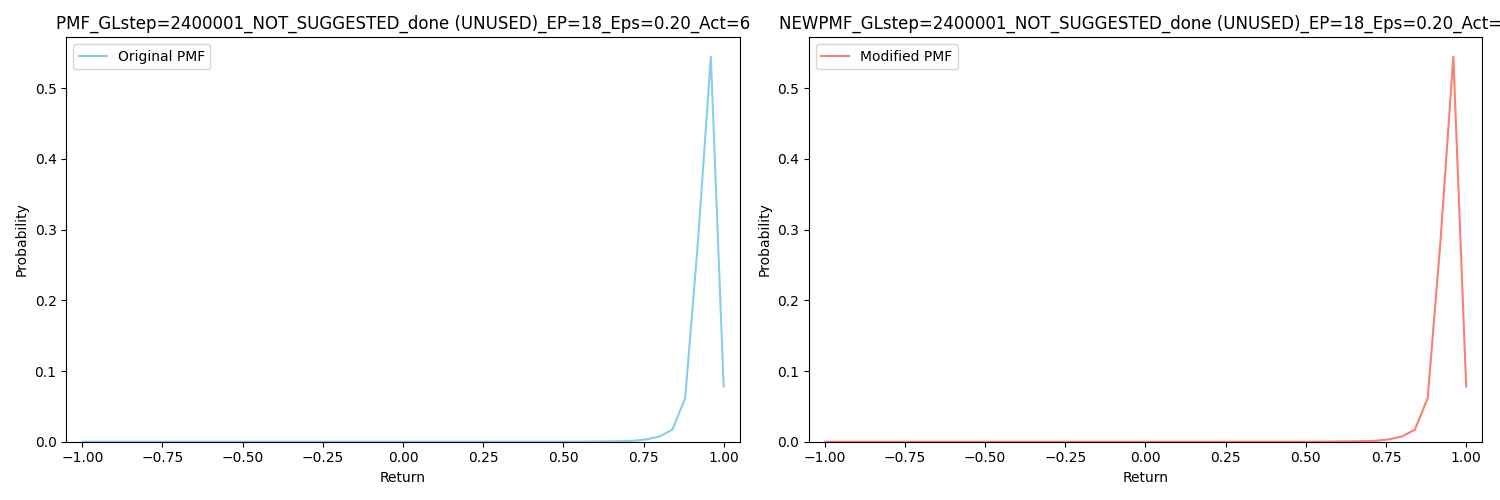 PMF_GLstep=2400001_NOT_SUGGESTED_done (UNUSED)_EP=18_Eps=0.20_Act=6
Original PMF
Probability
0.5
0.4
0.3
0.2
0.1
0.0
−1.00 −0.75 −0.50 −0.25 0.00 0.25 0.50 0.75 1.00
Return
NEWPMF_GLstep=2400001_NOT_SUGGESTED_done (UNUSED)_EP=18_Eps=0.20_Act=
Modified PMF
Probability
0.5
0.4
0.3
0.2
0.1
0.0
−1.00 −0.75 −0.50 −0.25 0.00 0.25 0.50 0.75 1.00
Return